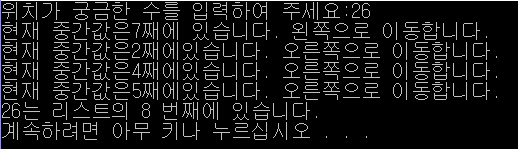 위치가 궁금한 수를 입력하여 주세요:26
현재 중간값은7째에 있습니다. 왼쪽으로 이동합니다.
현재 중간값은2째에있습니다. 오른쪽으로 이동합니다.
현재 중간값은4째에있습니다. 오른쪽으로 이동합니다.
현재 중간값은5째에있습니다. 오른쪽으로 이동합니다.
26는 리스트의 8 번째에 있습니다.
계속하려면 아무 키나 누르십시오 . . .